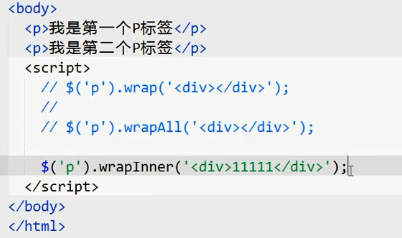 <body>
<p>我是第一个P标签</p>
<p>我是第二个P标签</p>
<script>
// $('p').wrap('<div></div>');
//
// $('p').wrapAll('<div></div>');
$('p').wrapInner('<div>11111</div>');
</script>
</body>
</html>